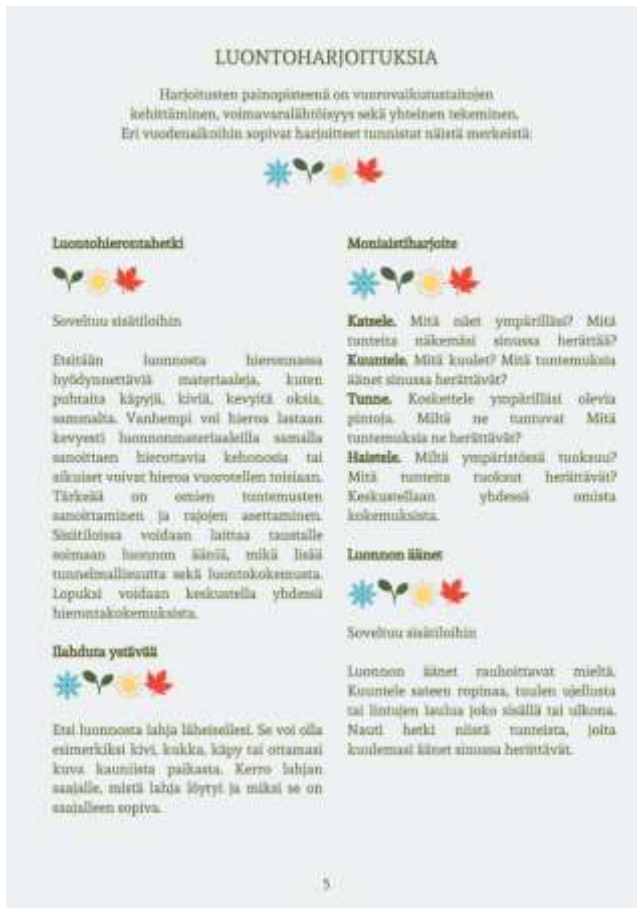 LUONTOHARJOITUKSIA
Harjoitusten painopisteenä on vuorovaikutustaitojen
kehittäminen, voimavaralähtöisyys sekä yhteinen tekeminen.
Eri vuodenaikoihin sopivat harjoitteet tunnistat näistä merkeistä:
Luontohierontahetki
Soveltuu sisätiloihin
Etsitään luonnosta hieronnassa
hyödynnettäviä materiaaleja, kuten
puhtaita käpyjä, kiviä, kevyitä oksia,
sammalta. Vanhempi voi hieroa lastaan
kevyesti luonnonmateriaaleilla samalla
sanoittaen hierottavia kehonosia tai
aikuiset voivat hieroa vuorotellen toisiaan.
Tärkeää on omien tuntemusten
sanoittaminen ja rajojen asettaminen.
Sisätiloissa voidaan laittaa taustalle
soimaan luonnon ääniä, mikä lisää
tunnelmallisuutta sekä luontokokemusta.
Lopuksi voidaan keskustella yhdessä
hierontakokemuksista.
Ilahduta ystävää
Etsi luonnosta lahja läheisellesi. Se voi olla
esimerkiksi kivi, kukka, käpy tai ottamasi
kuva kauniista paikasta. Kerro lahjan
saajalle, mistä lahja löytyi ja miksi se on
saajalleen sopiva.
Moniaistiharjoite
Katsele. Mitä näet ympärilläsi? Mitä
tunteita näkemäsi sinussa herättää?
Kuuntele. Mitä kuulet? Mitä tuntemuksia
äänet sinussa herättävät?
Tunne. Koskettele ympärilläsi olevia
pintoja. Miltä ne tuntuvat Mitä
tuntemuksia ne herättävät?
Haistele. Miltä ympäristössä tuoksuu?
Mitä tunteita tuoksut herättävät?
Keskustellaan yhdessä omista
kokemuksista.
Luonnon äänet
Soveltuu sisätiloihin
Luonnon äänet rauhoittavat mieltä.
Kuuntele sateen ropinaa, tuulen ujellusta
tai lintujen laulua joko sisällä tai ulkona.
Nauti hetki niistä tunteista, joita
kuulemasi äänet sinussa herättävät.
5